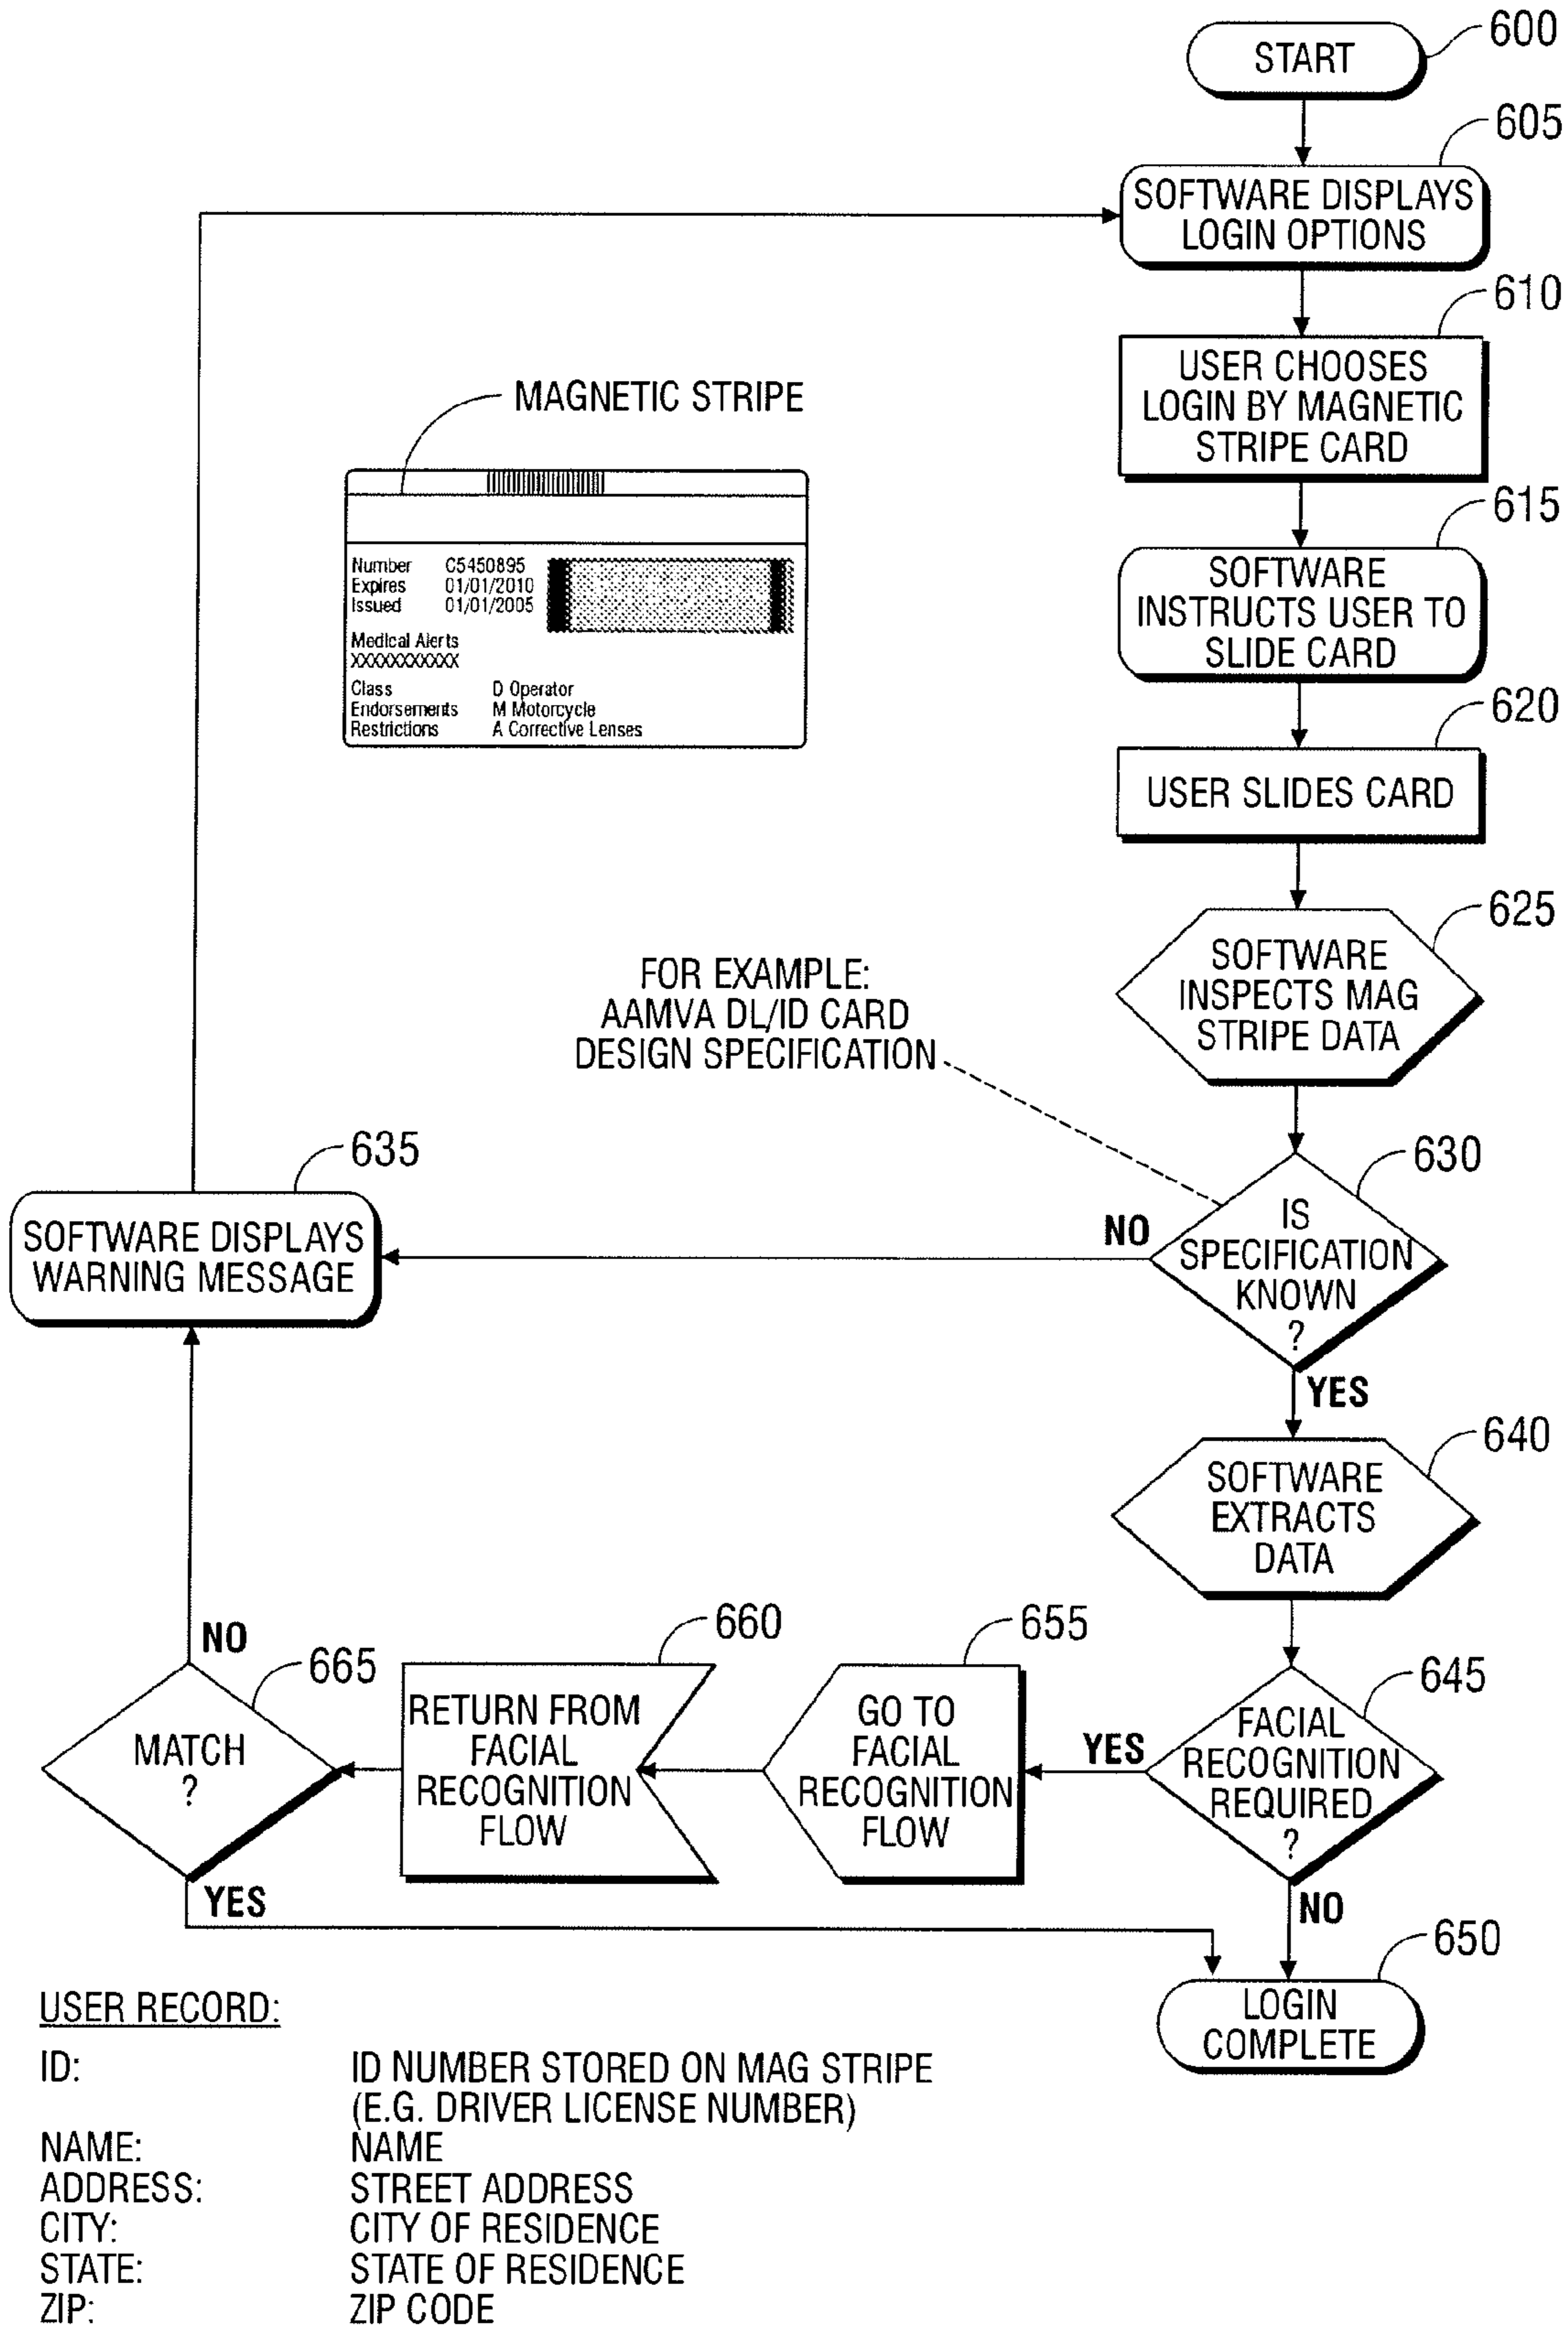 600
START
605
SOFTWARE DISPLAYS
LOGIN OPTIONS
610
USER CHOOSES
LOGIN BY MAGNETIC
STRIPE CARD
MAGNETIC STRIPE
Number C5450895
Expires 01/01/2010
Issued 01/01/2005
Medical Alerts
XXXXXXXXXXX
Class D Operator
Endorsements M Motorcycle
Restrictions A Corrective Lenses
615
SOFTWARE
INSTRUCTS USER TO
SLIDE CARD
620
USER SLIDES CARD
625
SOFTWARE
INSPECTS MAG
STRIPE DATA
FOR EXAMPLE:
AAMVA DL/ID CARD
DESIGN SPECIFICATION
630
IS
SPECIFICATION
KNOWN
?
NO
YES
635
SOFTWARE DISPLAYS
WARNING MESSAGE
640
SOFTWARE
EXTRACTS
DATA
645
FACIAL
RECOGNITION
REQUIRED
?
YES
NO
655
GO TO
FACIAL
RECOGNITION
FLOW
660
RETURN FROM
FACIAL
RECOGNITION
FLOW
665
MATCH
?
NO
YES
650
LOGIN
COMPLETE
USER RECORD:
ID: ID NUMBER STORED ON MAG STRIPE
(E.G. DRIVER LICENSE NUMBER)
NAME: NAME
ADDRESS: STREET ADDRESS
CITY: CITY OF RESIDENCE
STATE: STATE OF RESIDENCE
ZIP: ZIP CODE